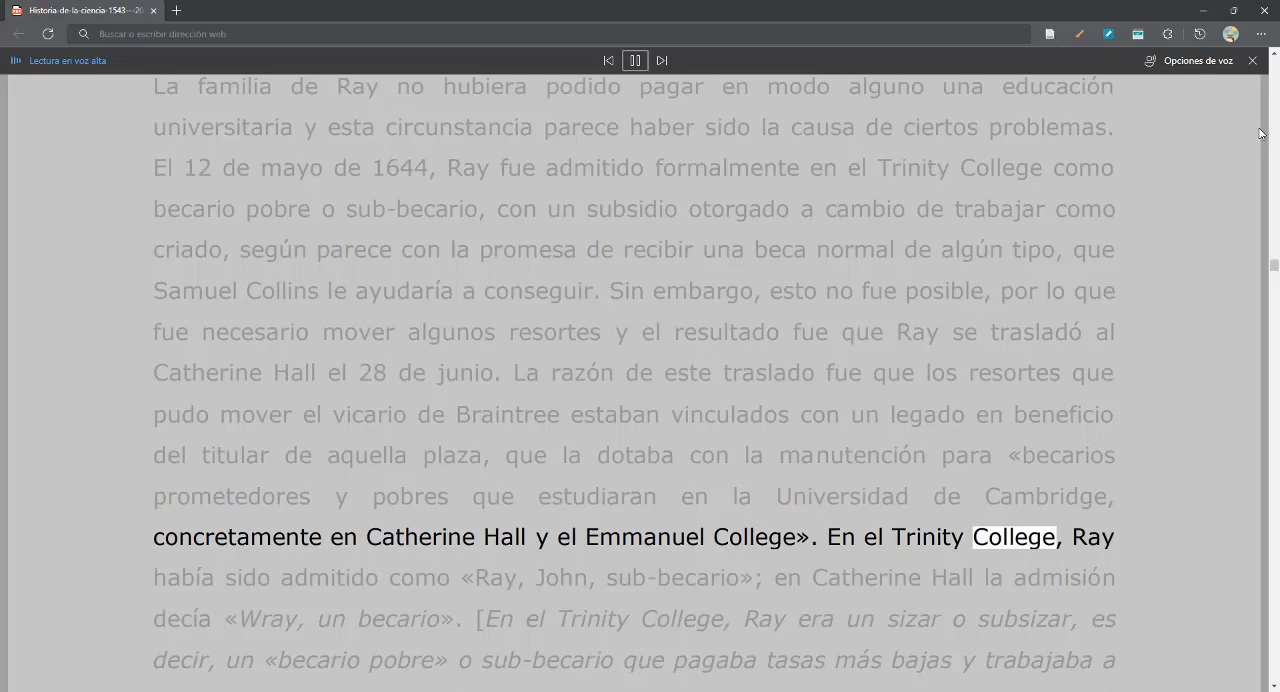 Historia-de-la-ciencia-1543---20
Buscar o escribir dirección web
Lectura en voz alta
Opciones de voz
La familia de Ray no hubiera podido pagar en modo alguno una educación
universitaria y esta circunstancia parece haber sido la causa de ciertos problemas.
El 12 de mayo de 1644, Ray fue admitido formalmente en el Trinity College como
becario pobre o sub-becario, con un subsidio otorgado a cambio de trabajar como
criado, según parece con la promesa de recibir una beca normal de algún tipo, que
Samuel Collins le ayudaría a conseguir. Sin embargo, esto no fue posible, por lo que
fue necesario mover algunos resortes y el resultado fue que Ray se trasladó al
Catherine Hall el 28 de junio. La razón de este traslado fue que los resortes que
pudo mover el vicario de Braintree estaban vinculados con un legado en beneficio
del titular de aquella plaza, que la dotaba con la manutención para «becarios
prometedores y pobres que estudiaran en la Universidad de Cambridge,
concretamente en Catherine Hall y el Emmanuel College». En el Trinity College, Ray
había sido admitido como «Ray, John, sub-becario»; en Catherine Hall la admisión
decía «Wray, un becario». [En el Trinity College, Ray era un sizar o subsizar, es
decir, un «becario pobre» o sub-becario que pagaba tasas más bajas y trabajaba a